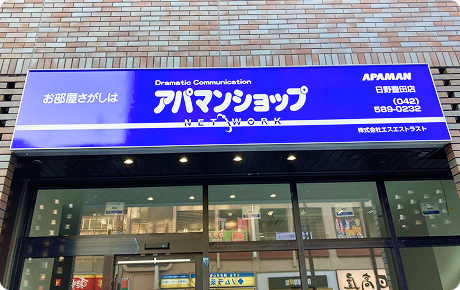 お部屋さがしは
Dramatic Communication
アパマンショップ
NETWORK
APAMAN
日野豊田店
(042)
589-0232
株式会社エスエストラスト